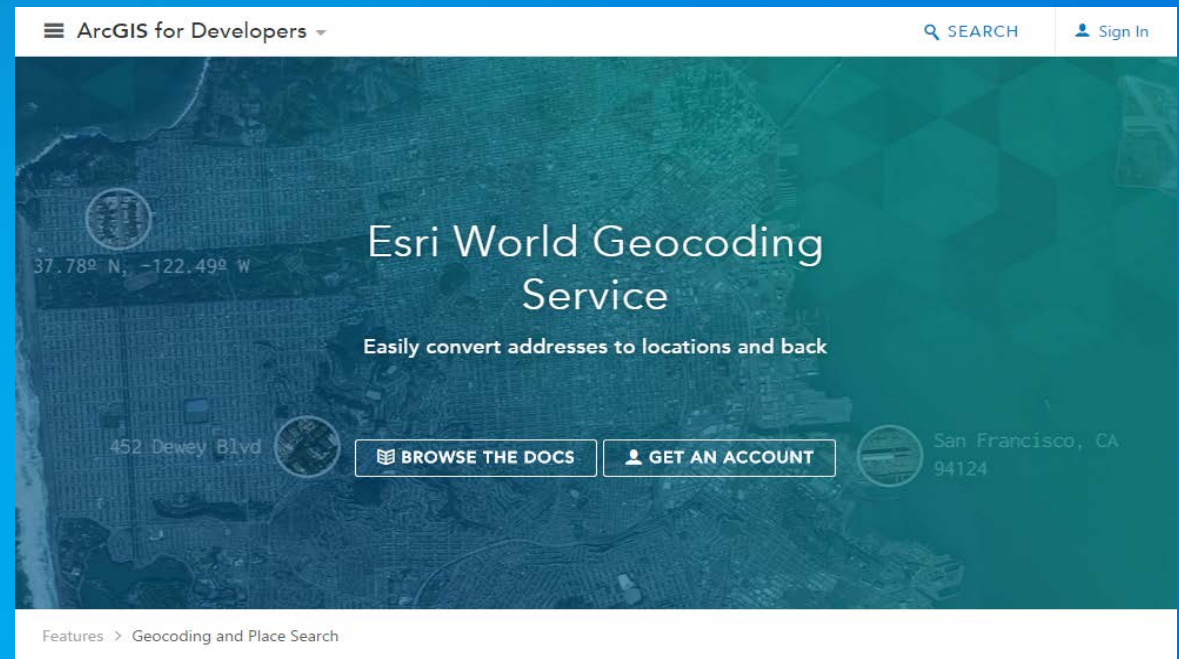 ArcGIS for Developers
SEARCH
Sign In
Esri World Geocoding
Service
Easily convert addresses to locations and back
37.78º N, -122.49º W
452 Dewey Blvd
BROWSE THE DOCS
GET AN ACCOUNT
San Francisco, CA
94124
Features > Geocoding and Place Search